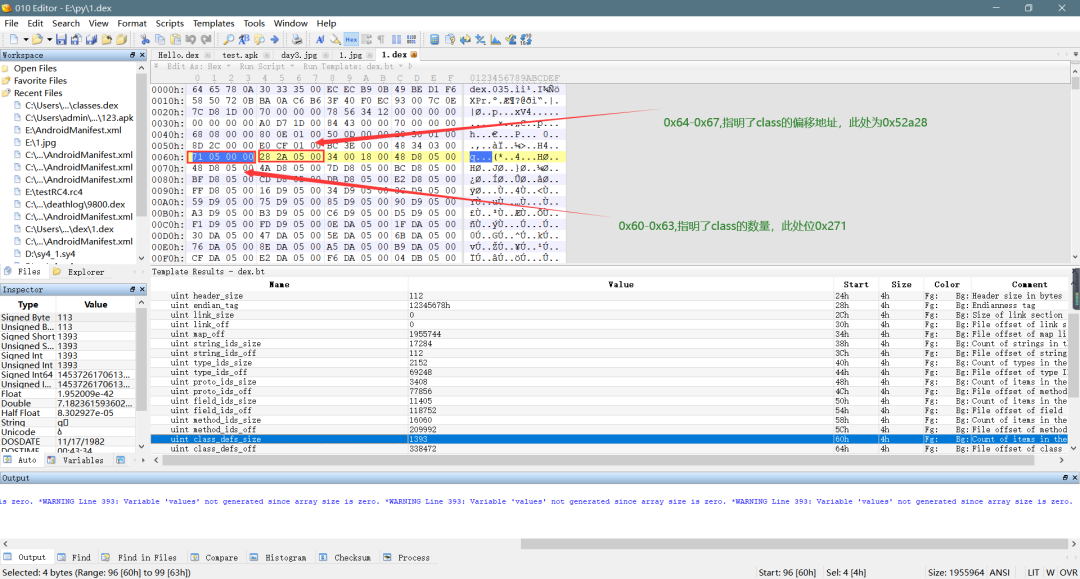 010 Editor - E:\py\1.dex
File Edit Search View Format Scripts Templates Tools Window Help
Workspace
Hello.dex test.apk day3.jpg 1.jpg 1.dex
Edit As: Hex Run Script Run Template: dex.bt
Open Files
Favorite Files
Recent Files
C:\Users\...\classes.dex
C:\Users\admin\...\123.apk
E:\AndroidManifest.xml
E:\1.jpg
C:\...\AndroidManifest.xml
C:\...\AndroidManifest.xml
C:\...\AndroidManifest.xml
E:\testRC4.rc4
C:\...\deathlog\9800.dex
C:\...\AndroidManifest.xml
C:\Users\...\dex\1.dex
C:\...\AndroidManifest.xml
D:\sy4_1.sy4
Files Explorer
0 1 2 3 4 5 6 7 8 9 A B C D E F 0123456789ABCDEF
0000h: 64 65 78 0A 30 33 35 00 EC EC B9 0B 49 BE D1 F6
0010h: 58 50 72 0B BA 0A C6 B6 3F 40 F0 EC 93 00 7C 0E
0020h: 7C D8 1D 00 70 00 00 00 78 56 34 12 00 00 00 00
0030h: 00 00 00 00 A0 D7 1D 00 84 43 00 00 70 00 00 00
0040h: 68 08 00 00 80 0E 01 00 50 0D 00 00
0050h: 8D 2C 00 00 E0 CF 01 00 BC 3E 00 00 48 34 03 00
0060h: 71 05 00 00 28 2A 05 00 34 00 18 00 48 D8 05 00
0070h: 48 D8 05 00 4A D8 05 00 7D D8 05 00 BC D8 05 00
0080h: BF D8 05 00 CD D8 05 00 DB D8 05 00 E2 D8 05 00
0090h: FF D8 05 00 16 D9 05 00 34 D9 05 00
00A0h: 59 D9 05 00 75 D9 05 00 85 D9 05 00 90 D9 05 00
00B0h: A3 D9 05 00 B3 D9 05 00 C6 D9 05 00 D5 D9 05 00
00C0h: F1 D9 05 00 FD D9 05 00 0E DA 05 00 1F DA 05 00
00D0h: 30 DA 05 00 47 DA 05 00 5E DA 05 00 6B DA 05 00
00E0h: 76 DA 05 00 8E DA 05 00 A5 DA 05 00 B9 DA 05 00
00F0h: CF DA 05 00 E2 DA 05 00 F6 DA 05 00 04 DB 05 00
0x64-0x67,指明了class的偏移地址，此处为0x52a28
0x60-0x63,指明了class的数量，此处位0x271
Template Results - dex.bt
Name Value Start Size Color Comment
uint header_size 112 24h 4h Fg: Bg: Header size in bytes
uint endian_tag 12345678h 28h 4h Fg: Bg: Endianness tag
uint link_size 0 2Ch 4h Fg: Bg: Size of link section
uint link_off 0 30h 4h Fg: Bg: File offset of link s
uint map_off 1955744 34h 4h Fg: Bg: File offset of map li
uint string_ids_size 17284 38h 4h Fg: Bg: Count of strings in t
uint string_ids_off 112 3Ch 4h Fg: Bg: File offset of string
uint type_ids_size 2152 40h 4h Fg: Bg: Count of types in the
uint type_ids_off 69248 44h 4h Fg: Bg: File offset of type I
uint proto_ids_size 3408 48h 4h Fg: Bg: Count of items in the
uint proto_ids_off 77856 4Ch 4h Fg: Bg: File offset of method
uint field_ids_size 11405 50h 4h Fg: Bg: Count of items in the
uint field_ids_off 118752 54h 4h Fg: Bg: File offset of field
uint method_ids_size 16060 58h 4h Fg: Bg: Count of items in the
uint method_ids_off 209992 5Ch 4h Fg: Bg: File offset of method
uint class_defs_size 1393 60h 4h Fg: Bg: Count of items in the
uint class_defs_off 338472 64h 4h Fg: Bg: File offset of class
Inspector
Type Value
Signed Byte 113
Unsigned B... 113
Signed Short 1393
Unsigned S... 1393
Signed Int 1393
Unsigned Int 1393
Signed Int64 1453726170613...
Unsigned I... 1453726170613...
Float 1.952009e-42
Double 7.182361593602...
Half Float 8.302927e-05
String q
Unicode
DOSDATE 11/17/1982
DOSTIME 00:43:34
Auto Variables
Output
is zero. *WARNING Line 393: Variable 'values' not generated since array size is zero. *WARNING Line 393: Variable 'values' not generated since array size is zero. *WARNING Line 393: Variable 'values' not generated since array size is zero.
Output Find Find in Files Compare Histogram Checksum Process
Selected: 4 bytes (Range: 96 [60h] to 99 [63h]) Start: 96 [60h] Sel: 4 [4h] Size: 1955964 ANSI LIT W OVR